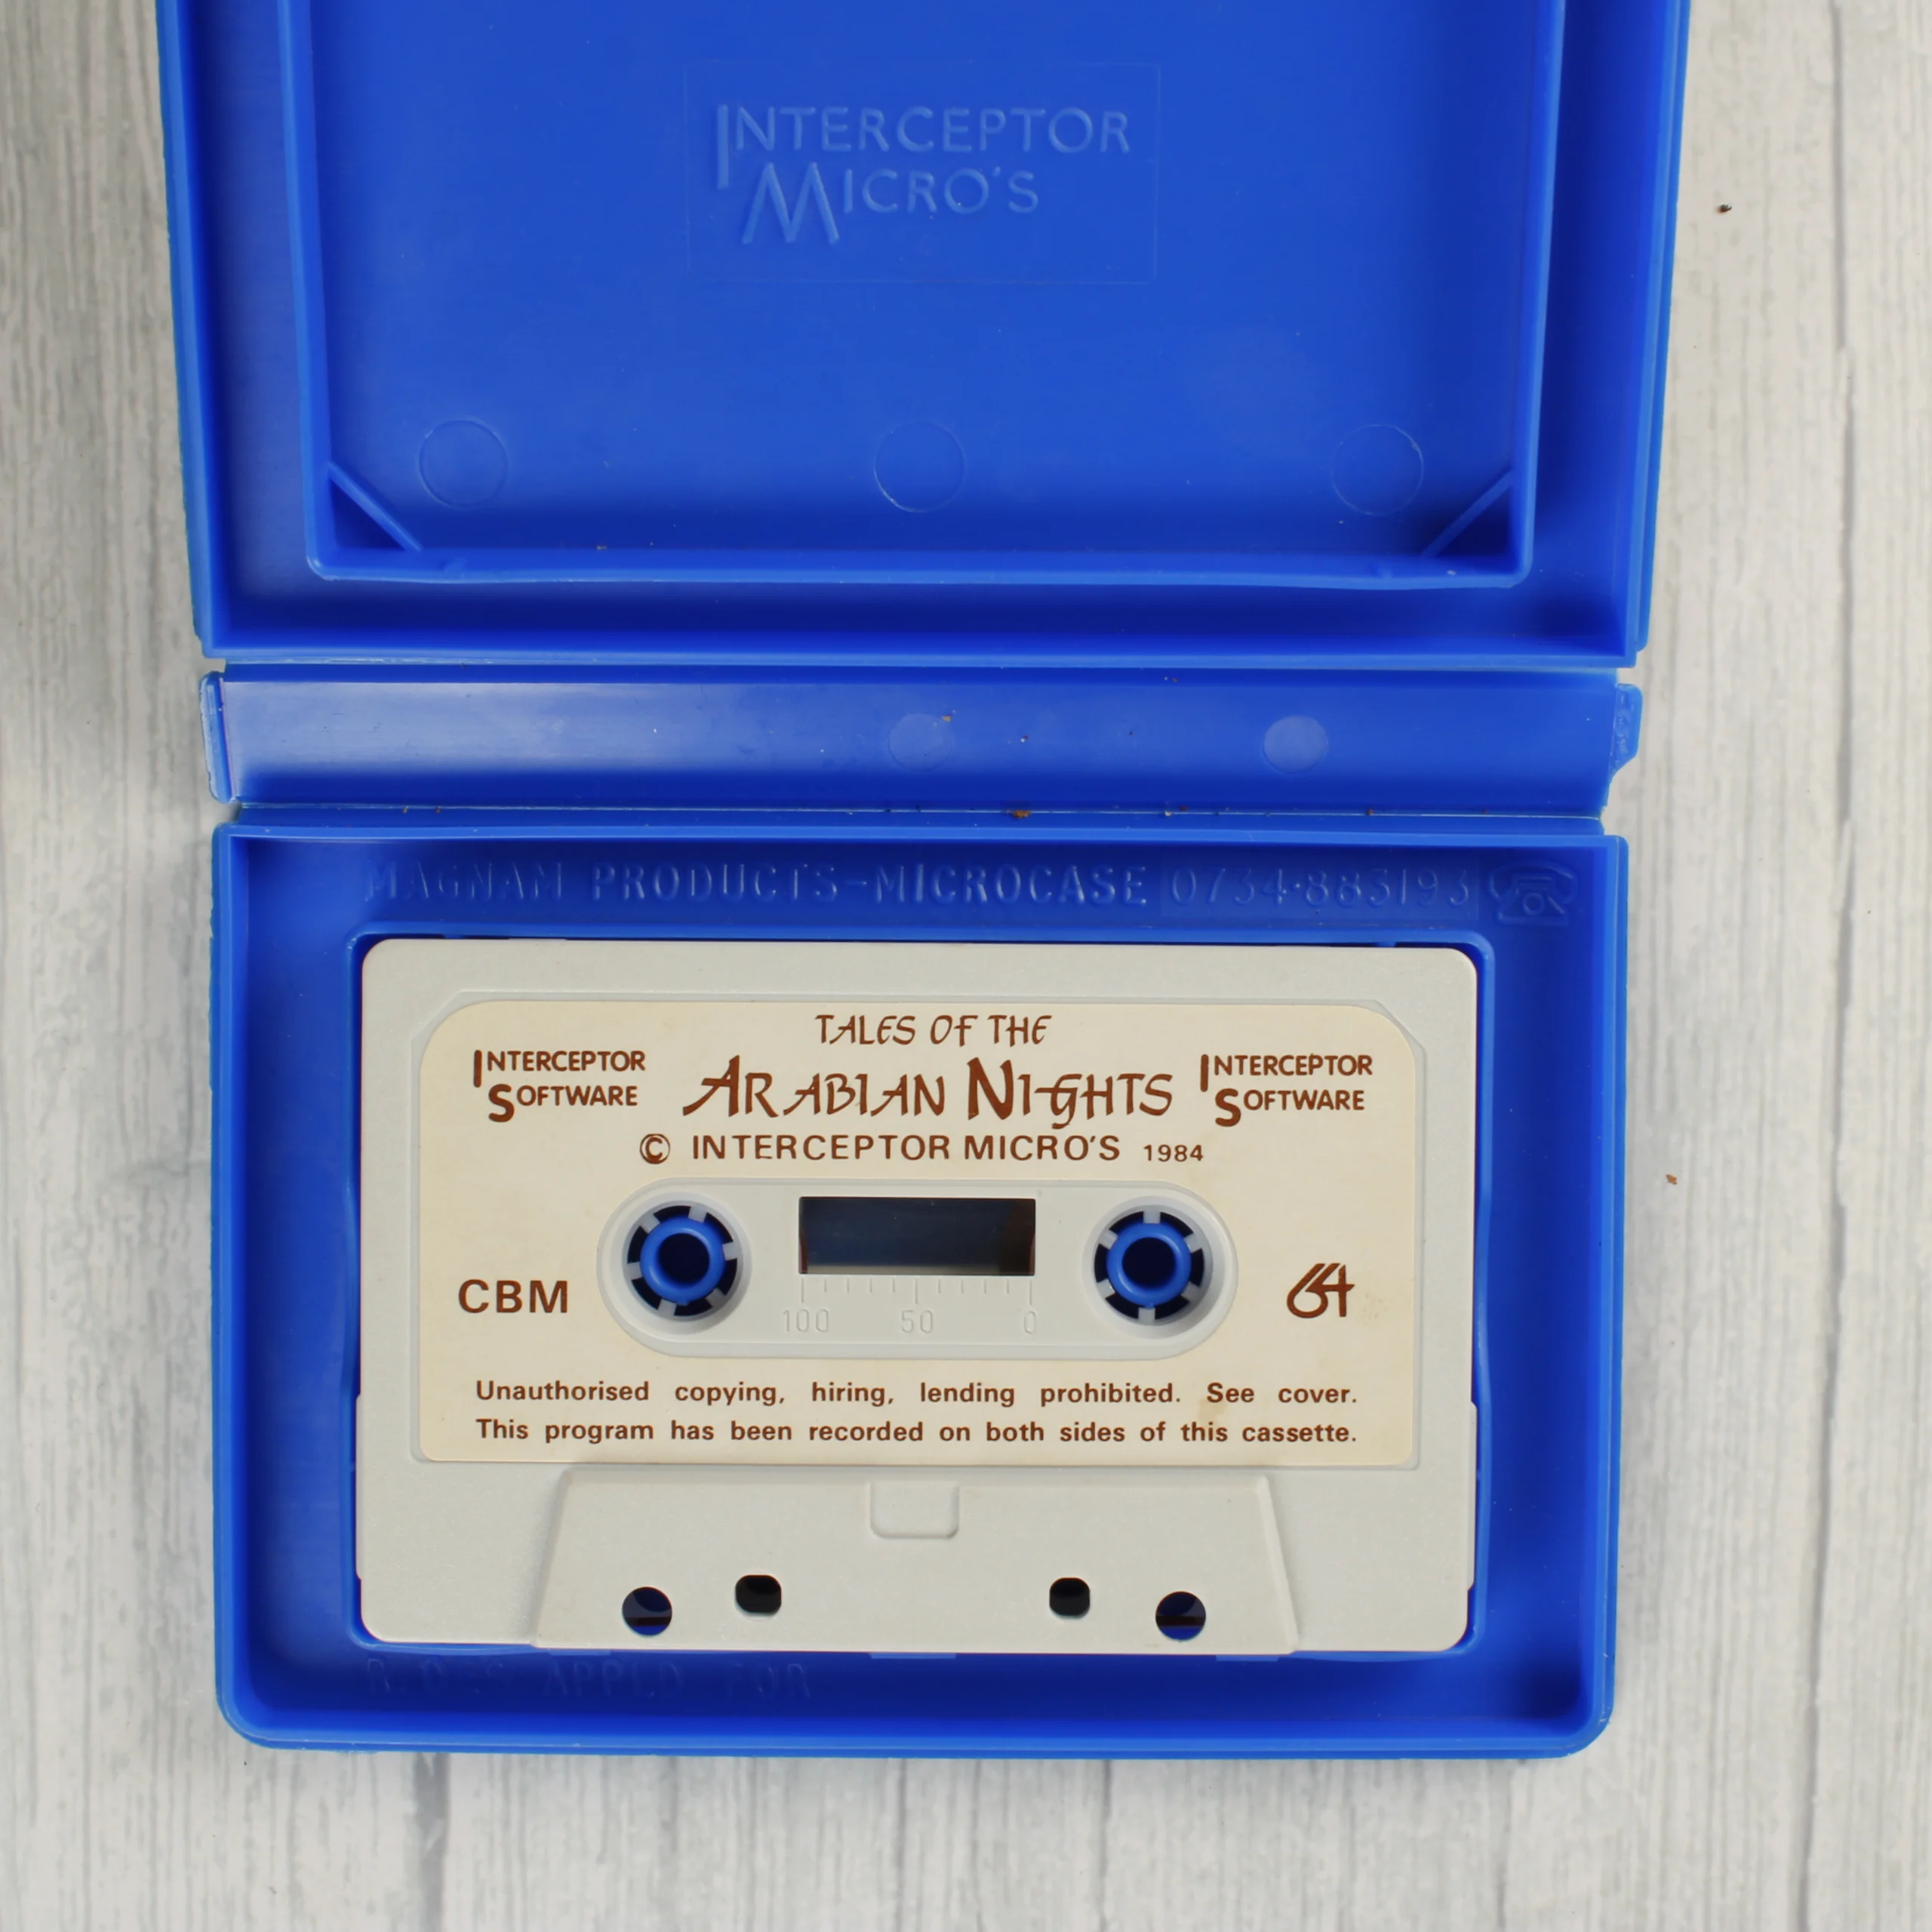 INTERCEPTOR
MICRO'S
MAGNAM PRODUCTS-MICROCASE 0734·883193
TALES OF THE
ARABIAN NIGHTS
INTERCEPTOR
SOFTWARE
INTERCEPTOR
SOFTWARE
© INTERCEPTOR MICRO'S 1984
CBM
64
100 50 0
Unauthorised copying, hiring, lending prohibited. See cover.
This program has been recorded on both sides of this cassette.
APPLD FOR